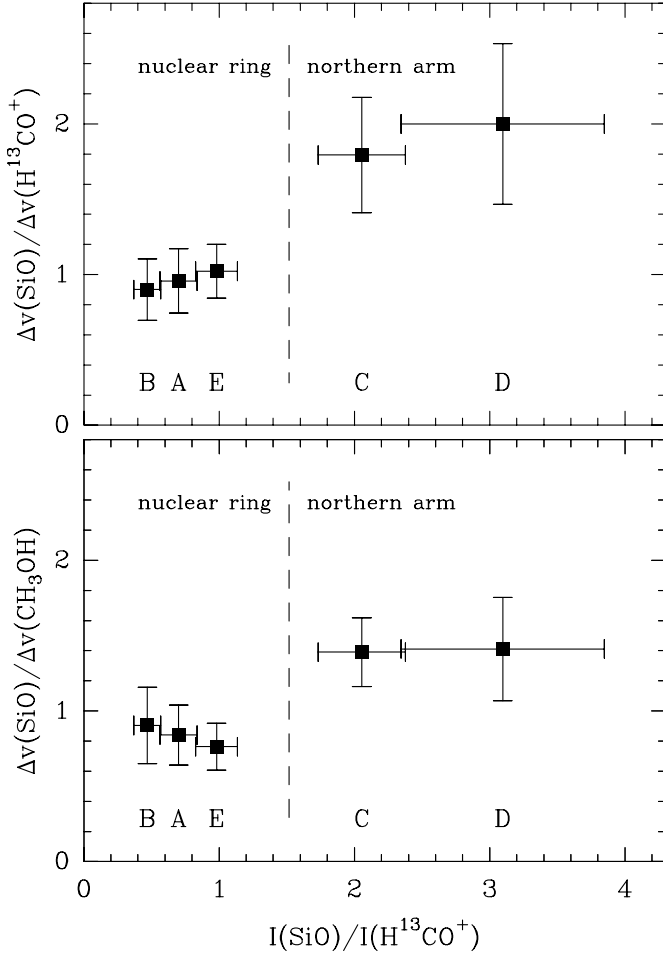 nuclear ring northern arm
Δv(SiO)/Δv(H¹³CO⁺)
2
1
0
B A E C D
nuclear ring northern arm
Δv(SiO)/Δv(CH₃OH)
2
1
0
B A E C D
0 1 2 3 4
I(SiO)/I(H¹³CO⁺)